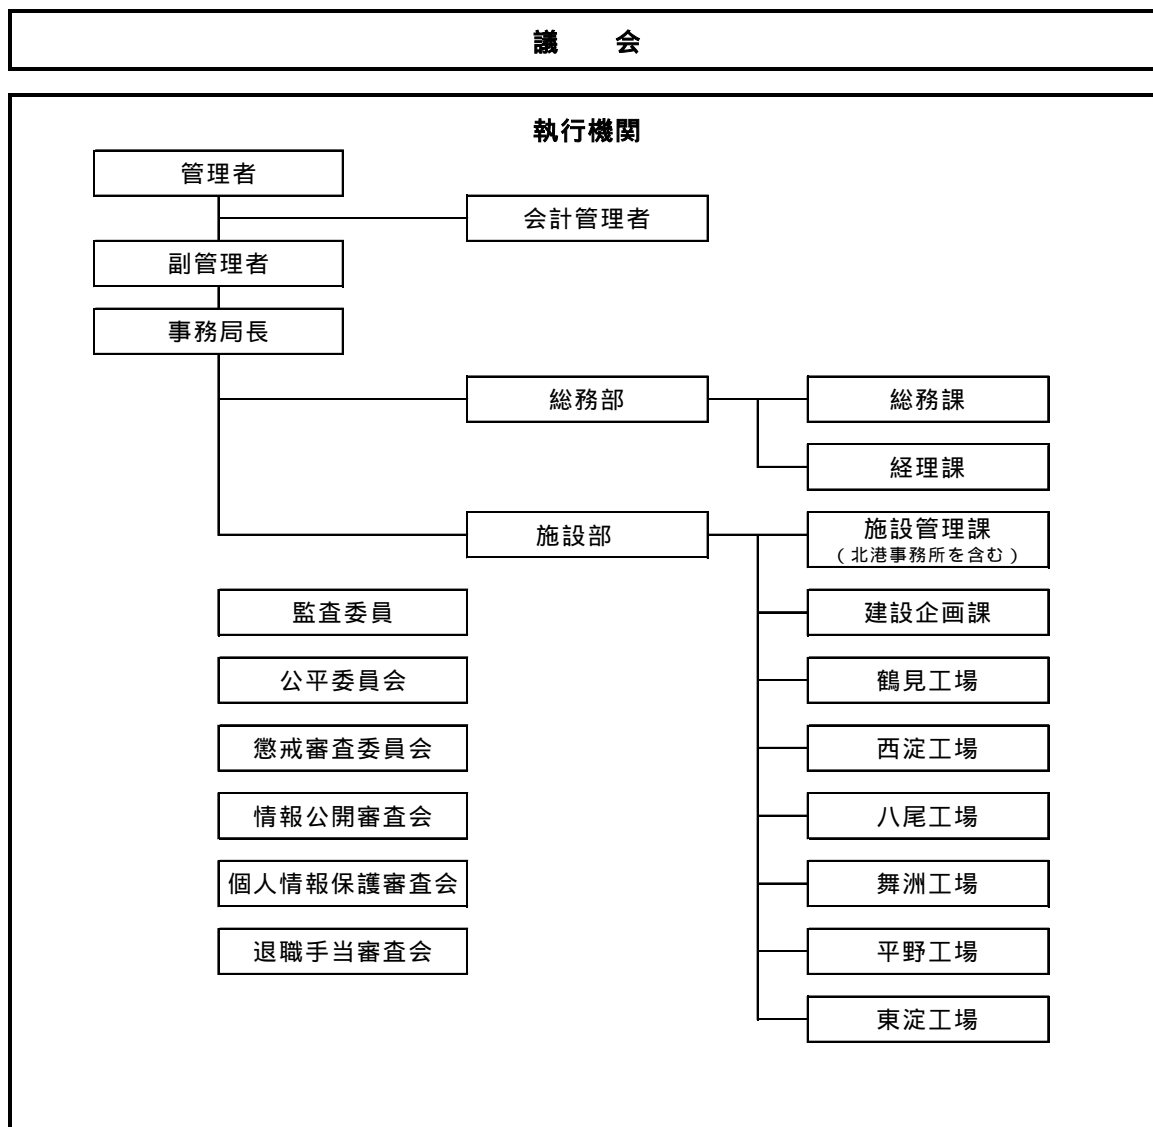 議　　会
執行機関
管理者
会計管理者
副管理者
事務局長
総務部
総務課
経理課
施設部
施設管理課
（北港事務所を含む）
監査委員
建設企画課
公平委員会
鶴見工場
懲戒審査委員会
西淀工場
情報公開審査会
八尾工場
個人情報保護審査会
舞洲工場
退職手当審査会
平野工場
東淀工場